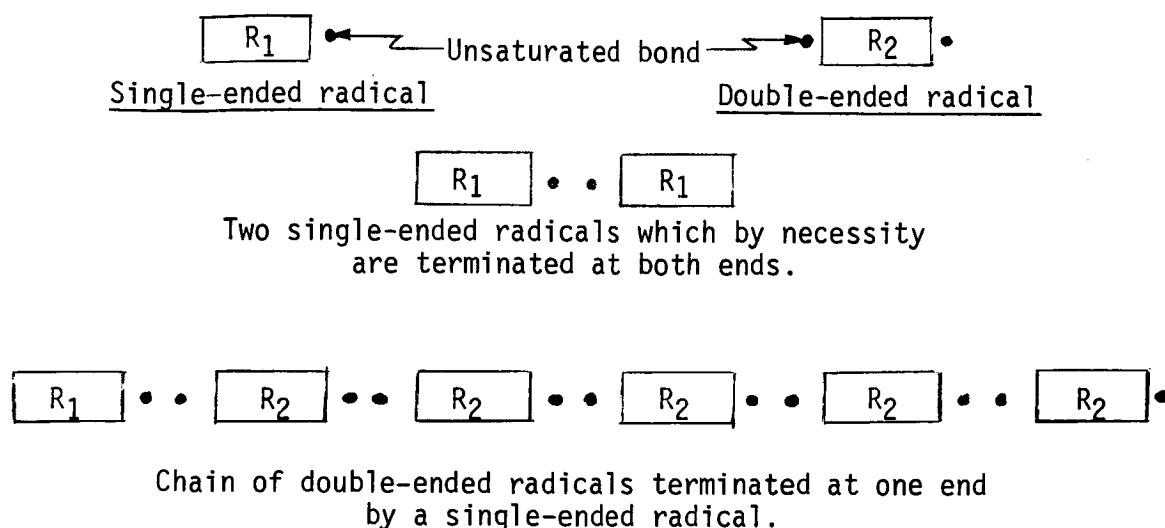 R1 Unsaturated bond R2
Single-ended radical Double-ended radical
R1 R1
Two single-ended radicals which by necessity
are terminated at both ends.
R1 R2 R2 R2 R2 R2
Chain of double-ended radicals terminated at one end
by a single-ended radical.